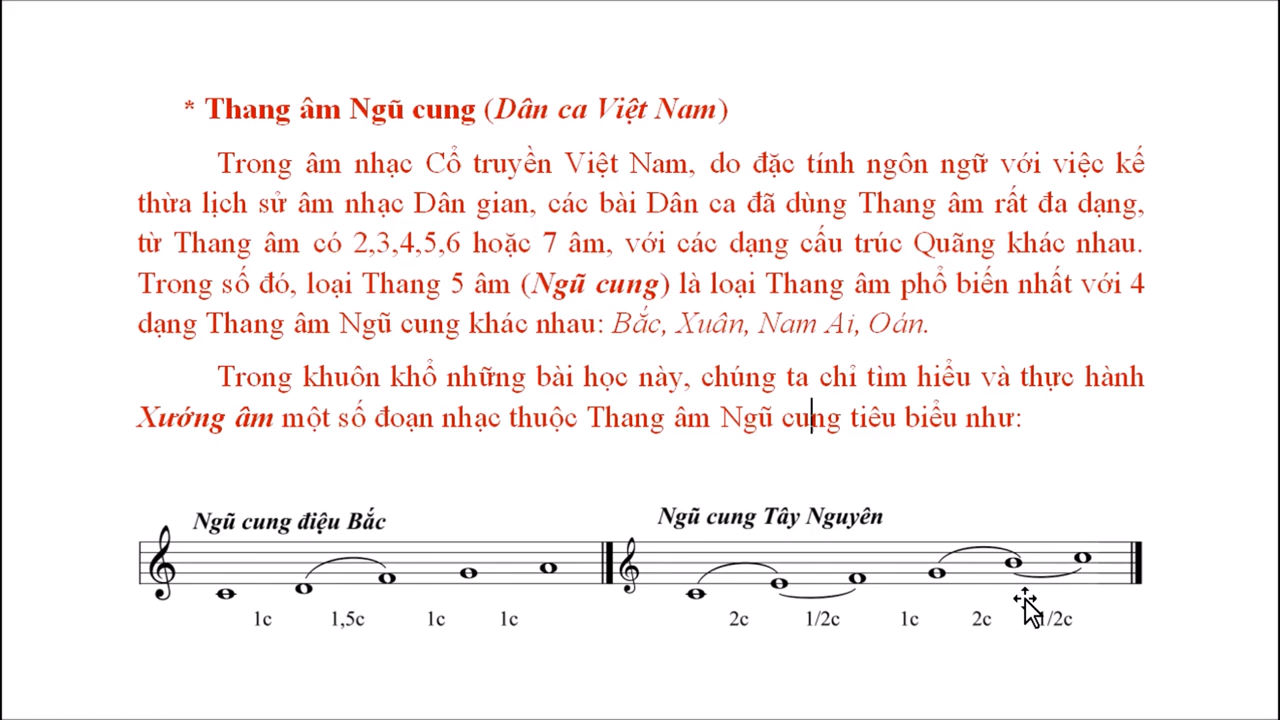 * Thang âm Ngũ cung (Dân ca Việt Nam)
Trong âm nhạc Cổ truyền Việt Nam, do đặc tính ngôn ngữ với việc kế
thừa lịch sử âm nhạc Dân gian, các bài Dân ca đã dùng Thang âm rất đa dạng,
từ Thang âm có 2,3,4,5,6 hoặc 7 âm, với các dạng cấu trúc Quãng khác nhau.
Trong số đó, loại Thang 5 âm (Ngũ cung) là loại Thang âm phổ biến nhất với 4
dạng Thang âm Ngũ cung khác nhau: Bắc, Xuân, Nam Ai, Oán.
Trong khuôn khổ những bài học này, chúng ta chỉ tìm hiểu và thực hành
Xướng âm một số đoạn nhạc thuộc Thang âm Ngũ cung tiêu biểu như:
Ngũ cung điệu Bắc
1c 1,5c 1c 1c
Ngũ cung Tây Nguyên
2c 1/2c 1c 2c 1/2c